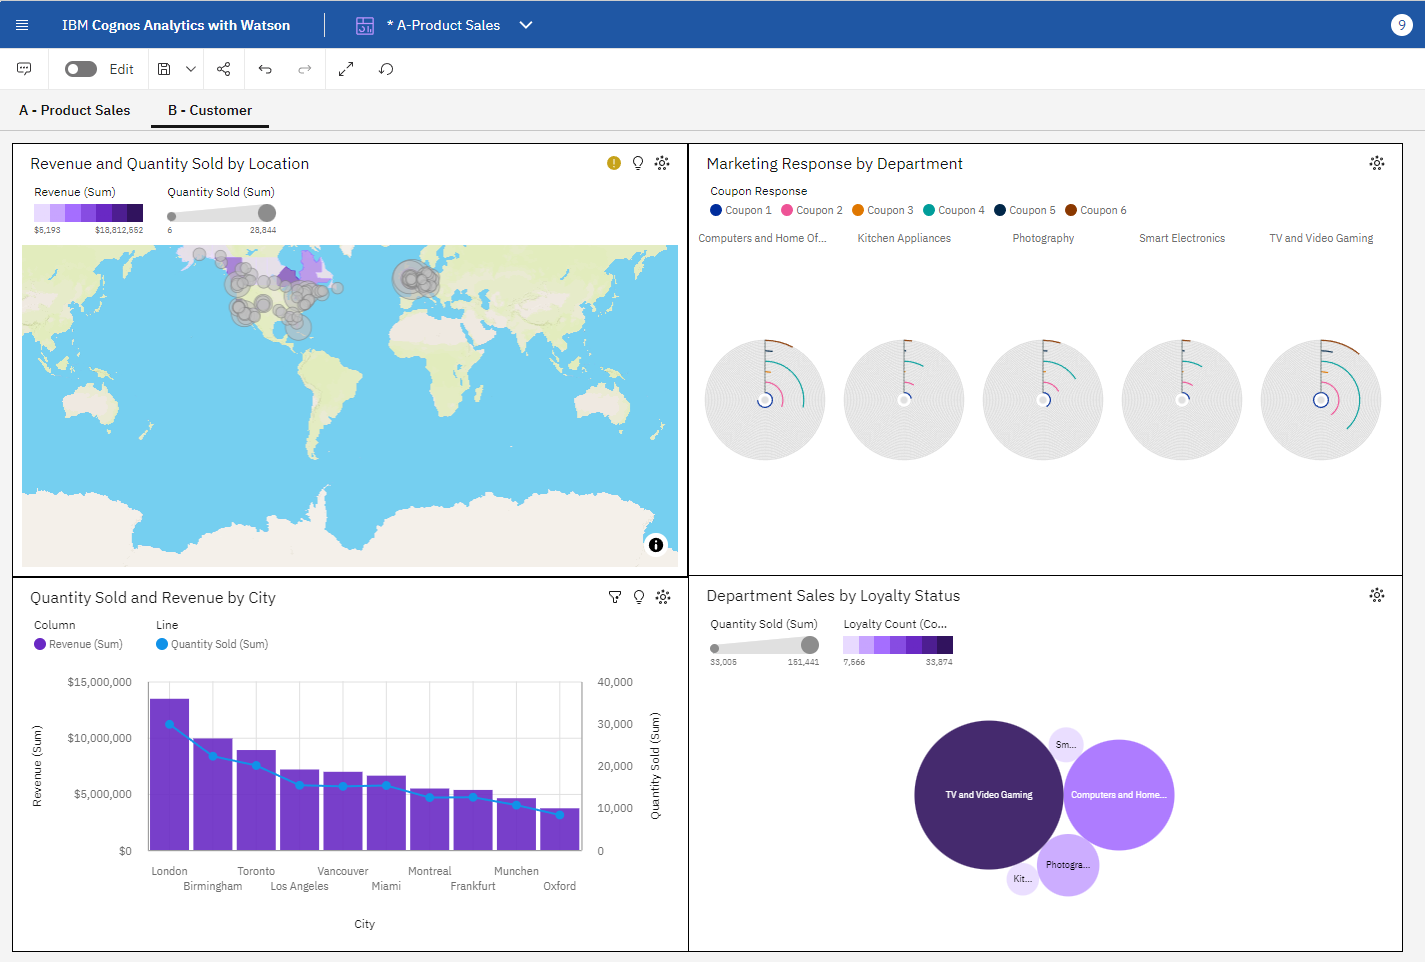 IBM Cognos Analytics with Watson
* A-Product Sales
9
Edit
A - Product Sales
B - Customer
Revenue and Quantity Sold by Location
Revenue (Sum)
Quantity Sold (Sum)
$5,193
$18,812,552
6
28,844
Marketing Response by Department
Coupon Response
Coupon 1
Coupon 2
Coupon 3
Coupon 4
Coupon 5
Coupon 6
Computers and Home Of...
Kitchen Appliances
Photography
Smart Electronics
TV and Video Gaming
Quantity Sold and Revenue by City
Column
Line
Revenue (Sum)
Quantity Sold (Sum)
$15,000,000
$10,000,000
$5,000,000
$0
Revenue (Sum)
40,000
30,000
20,000
10,000
0
Quantity Sold (Sum)
London
Birmingham
Toronto
Los Angeles
Vancouver
Miami
Montreal
Frankfurt
Munchen
Oxford
City
Department Sales by Loyalty Status
Quantity Sold (Sum)
Loyalty Count (Co...
33,005
151,441
7,566
33,874
TV and Video Gaming
Sm...
Computers and Home...
Photogra...
Kit...